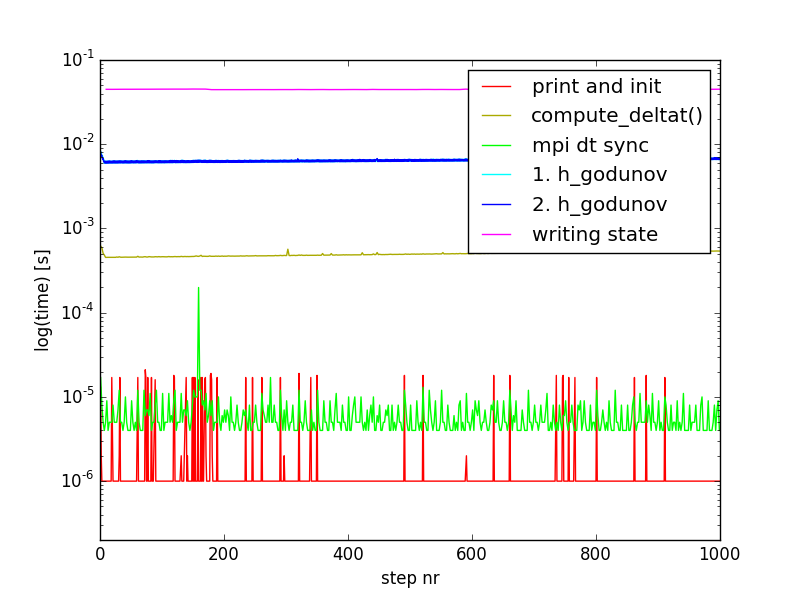 10^-1
10^-2
10^-3
10^-4
10^-5
10^-6
log(time) [s]
print and init
compute_deltat()
mpi dt sync
1. h_godunov
2. h_godunov
writing state
0 200 400 600 800 1000
step nr